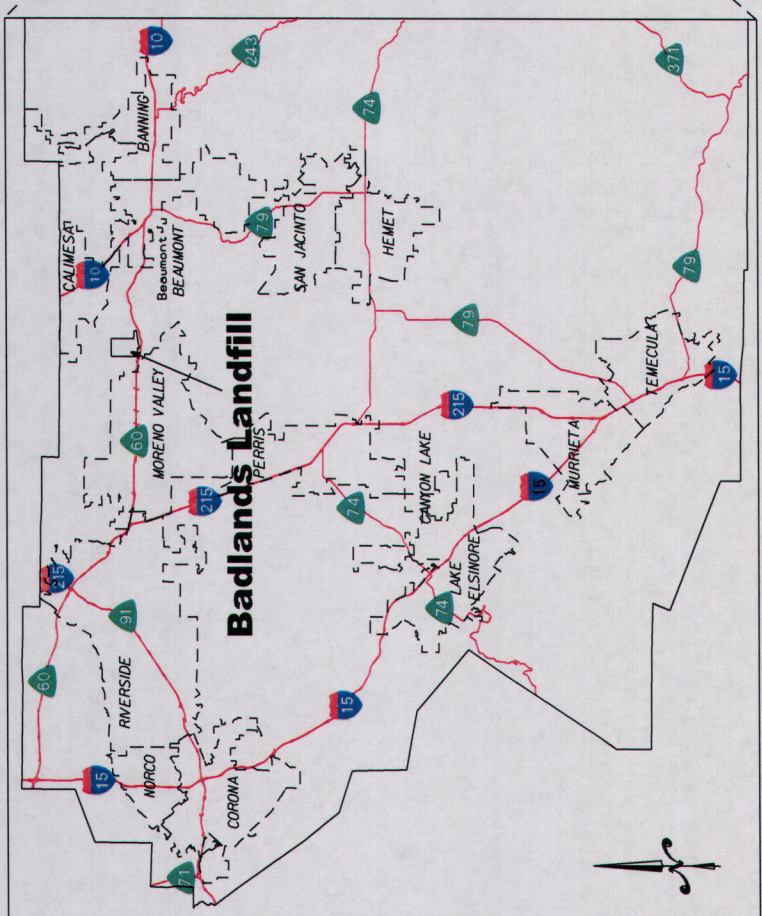 10
243
74
371
BANNING
CALIMESA
10
Beaumont
BEAUMONT
79
SAN JACINTO
HEMET
79
79
TEMECULA
15
Badlands Landfill
MORENO VALLEY
60
PERRIS
215
215
CANYON LAKE
74
15
MURRIETA
215
91
LAKE
ELSINORE
74
60
RIVERSIDE
15
15
NORCO
CORONA
71